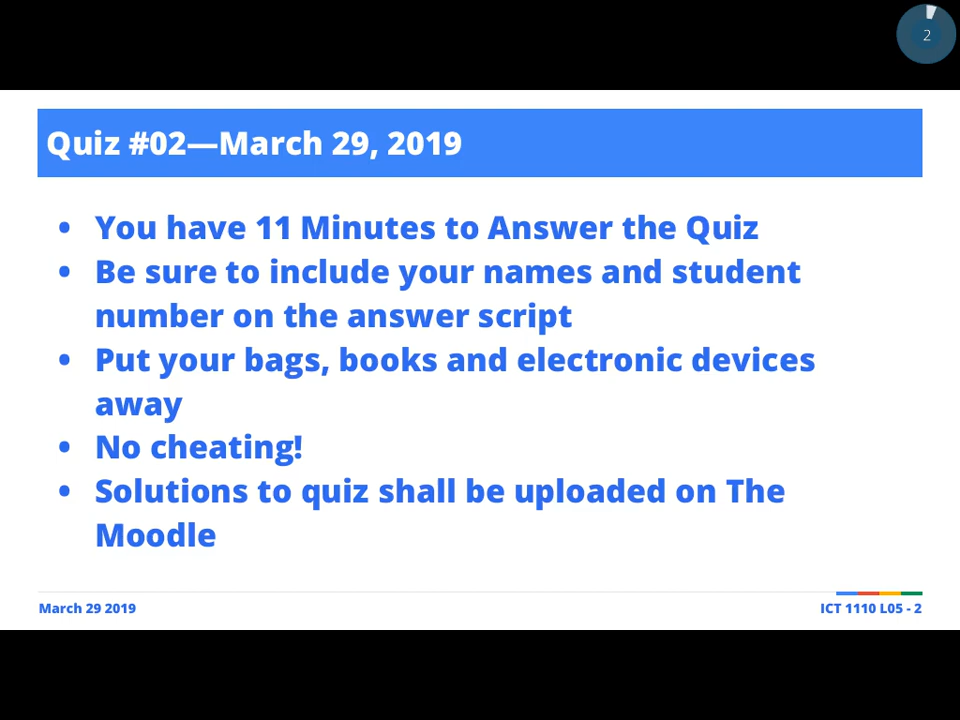 2
Quiz #02—March 29, 2019
• You have 11 Minutes to Answer the Quiz
• Be sure to include your names and student
number on the answer script
• Put your bags, books and electronic devices
away
• No cheating!
• Solutions to quiz shall be uploaded on The
Moodle
March 29 2019
ICT 1110 L05 - 2